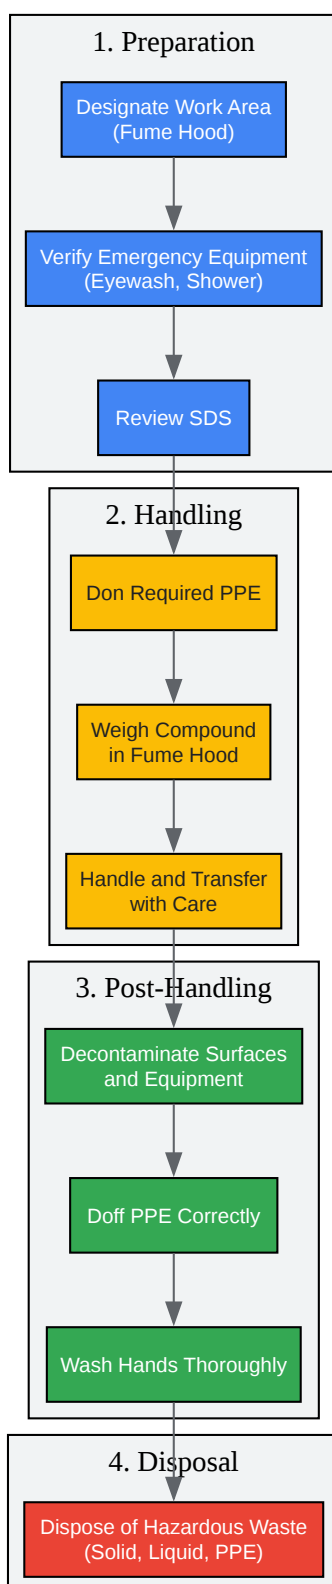 1. Preparation
Designate Work Area
(Fume Hood)
Verify Emergency Equipment
(Eyewash, Shower)
Review SDS
2. Handling
Don Required PPE
Weigh Compound
in Fume Hood
Handle and Transfer
with Care
3. Post-Handling
Decontaminate Surfaces
and Equipment
Doff PPE Correctly
Wash Hands Thoroughly
4. Disposal
Dispose of Hazardous Waste
(Solid, Liquid, PPE)